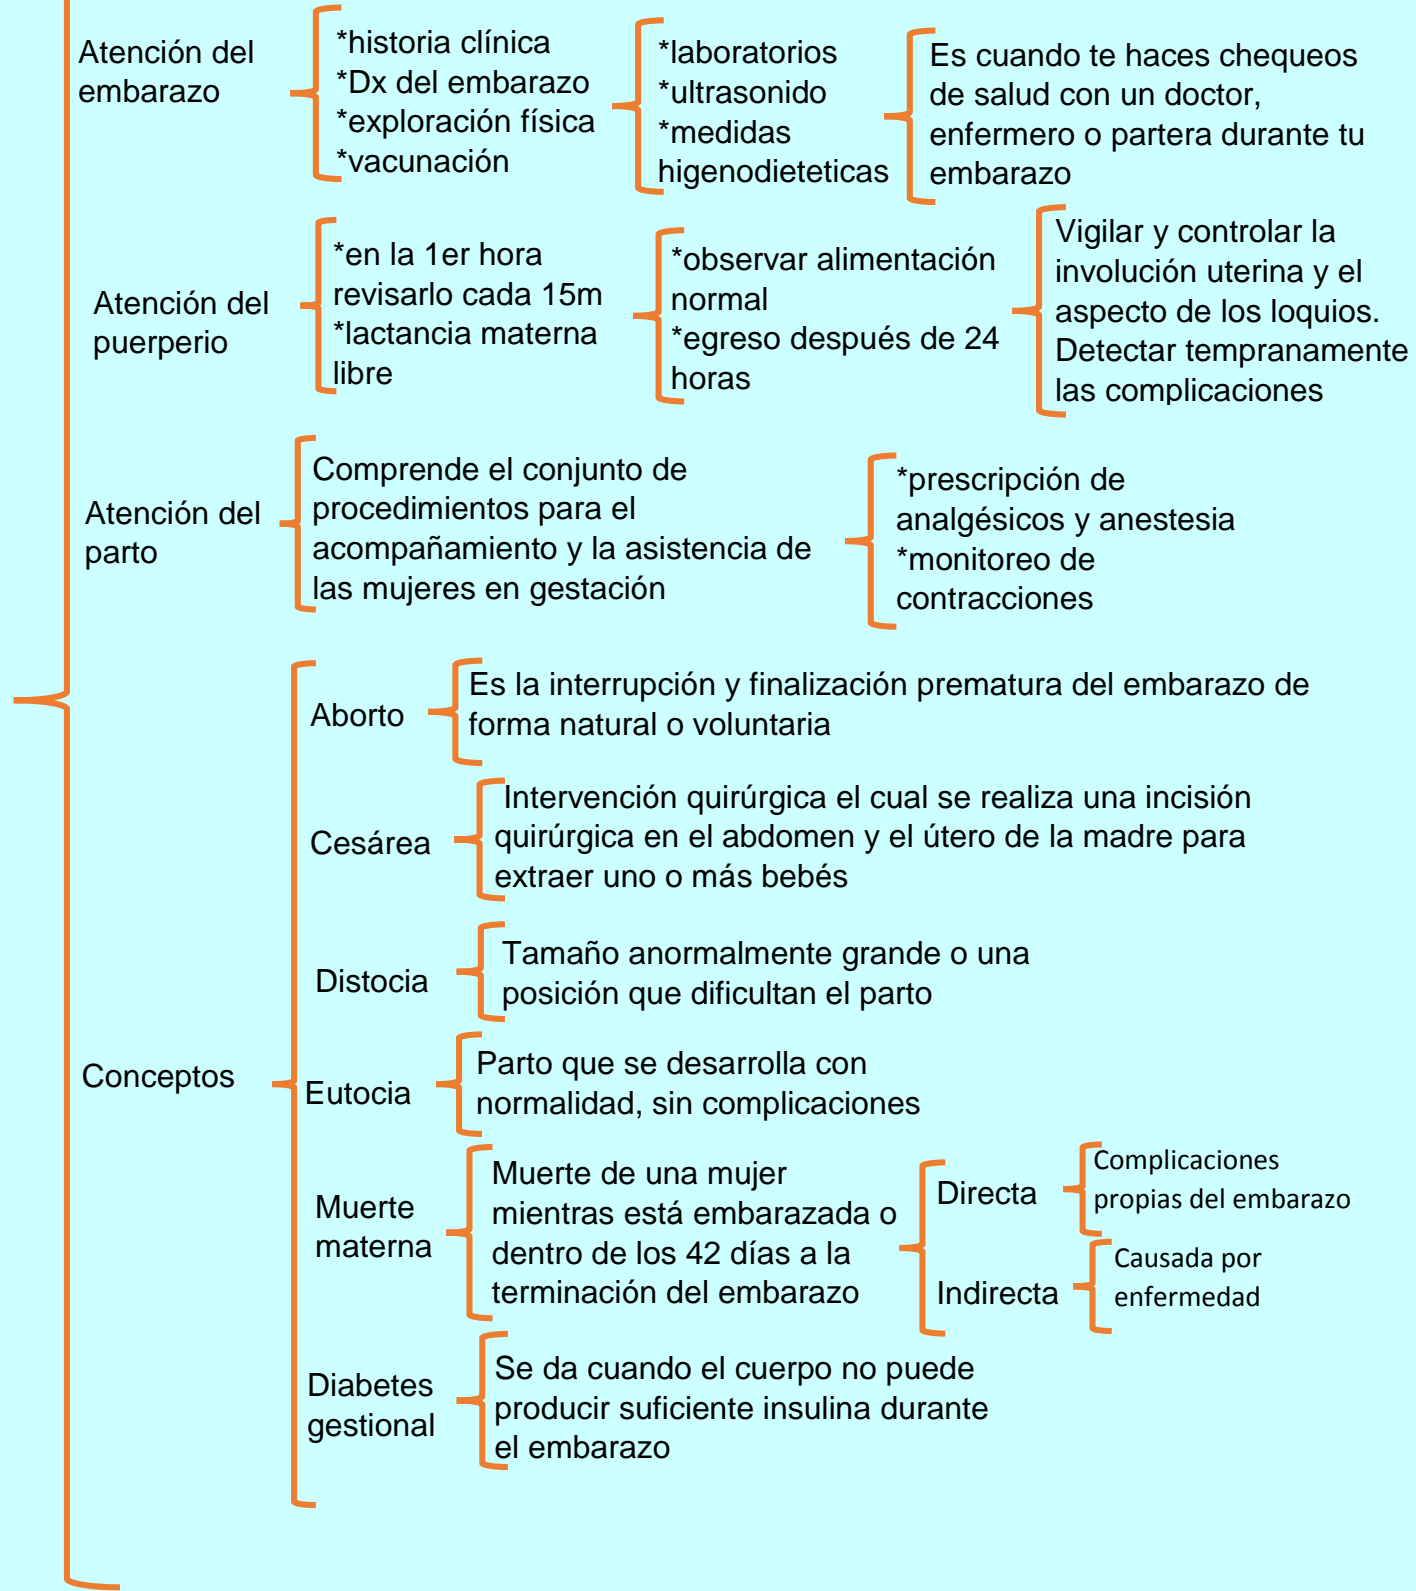 Atención del
embarazo
*historia clínica
*Dx del embarazo
*exploración física
*vacunación
*laboratorios
*ultrasonido
*medidas
higenodieteticas
Es cuando te haces chequeos
de salud con un doctor,
enfermero o partera durante tu
embarazo
Atención del
puerperio
*en la 1er hora
revisarlo cada 15m
*lactancia materna
libre
*observar alimentación
normal
*egreso después de 24
horas
Vigilar y controlar la
involución uterina y el
aspecto de los loquios.
Detectar tempranamente
las complicaciones
Atención del
parto
Comprende el conjunto de
procedimientos para el
acompañamiento y la asistencia de
las mujeres en gestación
*prescripción de
analgésicos y anestesia
*monitoreo de
contracciones
Conceptos
Aborto
Es la interrupción y finalización prematura del embarazo de
forma natural o voluntaria
Cesárea
Intervención quirúrgica el cual se realiza una incisión
quirúrgica en el abdomen y el útero de la madre para
extraer uno o más bebés
Distocia
Tamaño anormalmente grande o una
posición que dificultan el parto
Eutocia
Parto que se desarrolla con
normalidad, sin complicaciones
Muerte
materna
Muerte de una mujer
mientras está embarazada o
dentro de los 42 días a la
terminación del embarazo
Directa
Complicaciones
propias del embarazo
Indirecta
Causada por
enfermedad
Diabetes
gestional
Se da cuando el cuerpo no puede
producir suficiente insulina durante
el embarazo